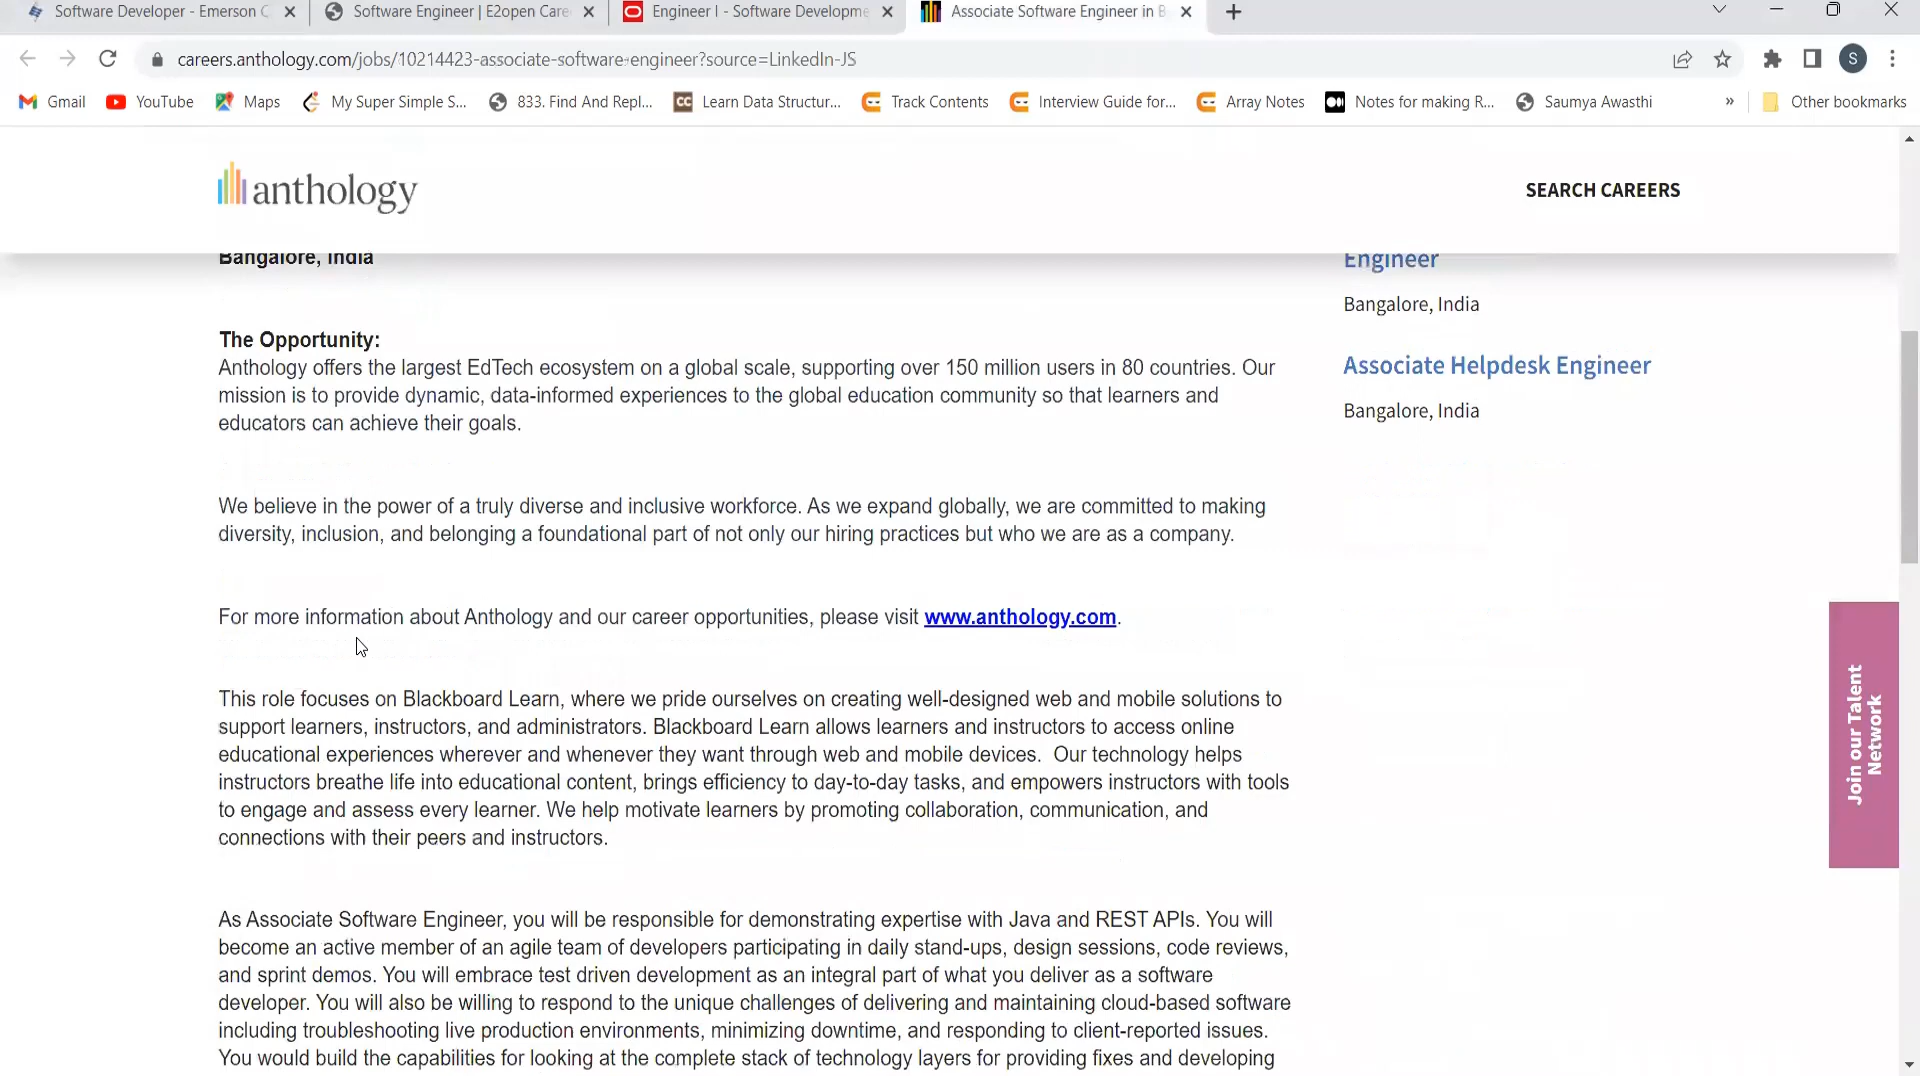 Software Developer - Emerson C
Software Engineer | E2open Care
Engineer I - Software Developme
Associate Software Engineer in B
careers.anthology.com/jobs/10214423-associate-software-engineer?source=LinkedIn-JS
S
Gmail
YouTube
Maps
My Super Simple S...
833. Find And Repl...
CC
Learn Data Structur...
Track Contents
Interview Guide for...
Array Notes
Notes for making R...
Saumya Awasthi
»
Other bookmarks
anthology
SEARCH CAREERS
Bangalore, India
The Opportunity:
Anthology offers the largest EdTech ecosystem on a global scale, supporting over 150 million users in 80 countries. Our
mission is to provide dynamic, data-informed experiences to the global education community so that learners and
educators can achieve their goals.
We believe in the power of a truly diverse and inclusive workforce. As we expand globally, we are committed to making
diversity, inclusion, and belonging a foundational part of not only our hiring practices but who we are as a company.
For more information about Anthology and our career opportunities, please visit www.anthology.com.
This role focuses on Blackboard Learn, where we pride ourselves on creating well-designed web and mobile solutions to
support learners, instructors, and administrators. Blackboard Learn allows learners and instructors to access online
educational experiences wherever and whenever they want through web and mobile devices.  Our technology helps
instructors breathe life into educational content, brings efficiency to day-to-day tasks, and empowers instructors with tools
to engage and assess every learner. We help motivate learners by promoting collaboration, communication, and
connections with their peers and instructors.
As Associate Software Engineer, you will be responsible for demonstrating expertise with Java and REST APIs. You will
become an active member of an agile team of developers participating in daily stand-ups, design sessions, code reviews,
and sprint demos. You will embrace test driven development as an integral part of what you deliver as a software
developer. You will also be willing to respond to the unique challenges of delivering and maintaining cloud-based software
including troubleshooting live production environments, minimizing downtime, and responding to client-reported issues.
You would build the capabilities for looking at the complete stack of technology layers for providing fixes and developing
Engineer
Bangalore, India
Associate Helpdesk Engineer
Bangalore, India
Join our Talent
Network